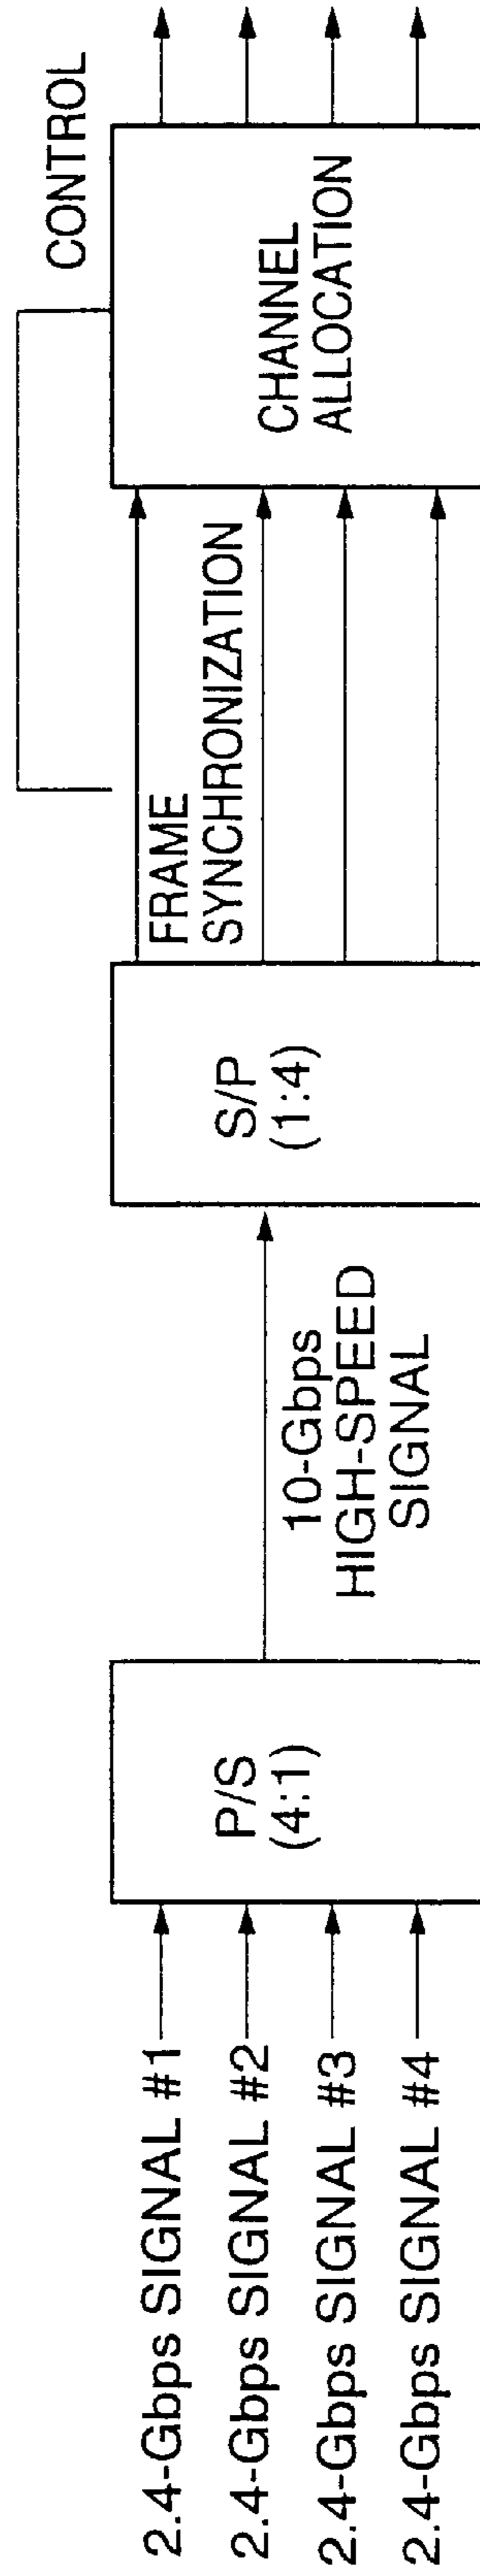 2.4-Gbps SIGNAL #1
2.4-Gbps SIGNAL #2
2.4-Gbps SIGNAL #3
2.4-Gbps SIGNAL #4
P/S
(4:1)
10-Gbps
HIGH-SPEED
SIGNAL
S/P
(1:4)
FRAME
SYNCHRONIZATION
CONTROL
CHANNEL
ALLOCATION